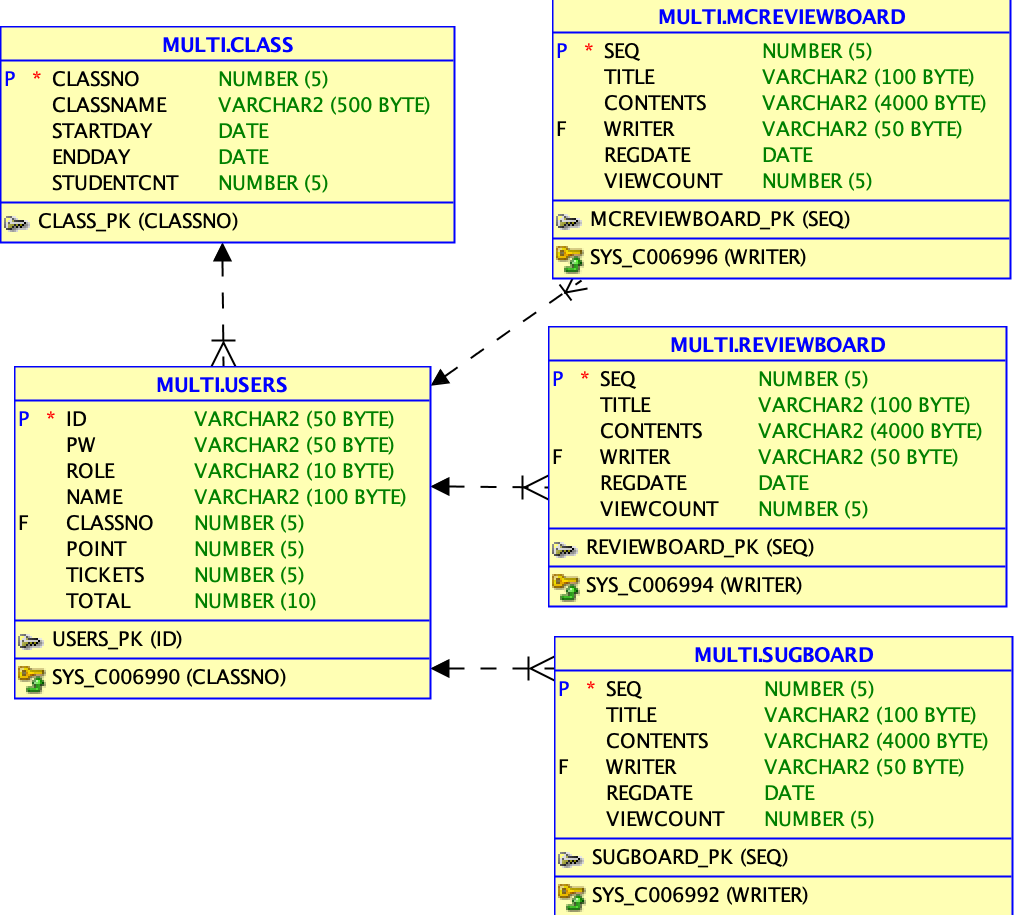 MULTI.CLASS
P * CLASSNO NUMBER (5)
CLASSNAME VARCHAR2 (500 BYTE)
STARTDAY DATE
ENDDAY DATE
STUDENTCNT NUMBER (5)
CLASS_PK (CLASSNO)
MULTI.MCREVIEWBOARD
P * SEQ NUMBER (5)
TITLE VARCHAR2 (100 BYTE)
CONTENTS VARCHAR2 (4000 BYTE)
F WRITER VARCHAR2 (50 BYTE)
REGDATE DATE
VIEWCOUNT NUMBER (5)
MCREVIEWBOARD_PK (SEQ)
SYS_C006996 (WRITER)
MULTI.USERS
P * ID VARCHAR2 (50 BYTE)
PW VARCHAR2 (50 BYTE)
ROLE VARCHAR2 (10 BYTE)
NAME VARCHAR2 (100 BYTE)
F CLASSNO NUMBER (5)
POINT NUMBER (5)
TICKETS NUMBER (5)
TOTAL NUMBER (10)
USERS_PK (ID)
SYS_C006990 (CLASSNO)
MULTI.REVIEWBOARD
P * SEQ NUMBER (5)
TITLE VARCHAR2 (100 BYTE)
CONTENTS VARCHAR2 (4000 BYTE)
F WRITER VARCHAR2 (50 BYTE)
REGDATE DATE
VIEWCOUNT NUMBER (5)
REVIEWBOARD_PK (SEQ)
SYS_C006994 (WRITER)
MULTI.SUGBOARD
P * SEQ NUMBER (5)
TITLE VARCHAR2 (100 BYTE)
CONTENTS VARCHAR2 (4000 BYTE)
F WRITER VARCHAR2 (50 BYTE)
REGDATE DATE
VIEWCOUNT NUMBER (5)
SUGBOARD_PK (SEQ)
SYS_C006992 (WRITER)